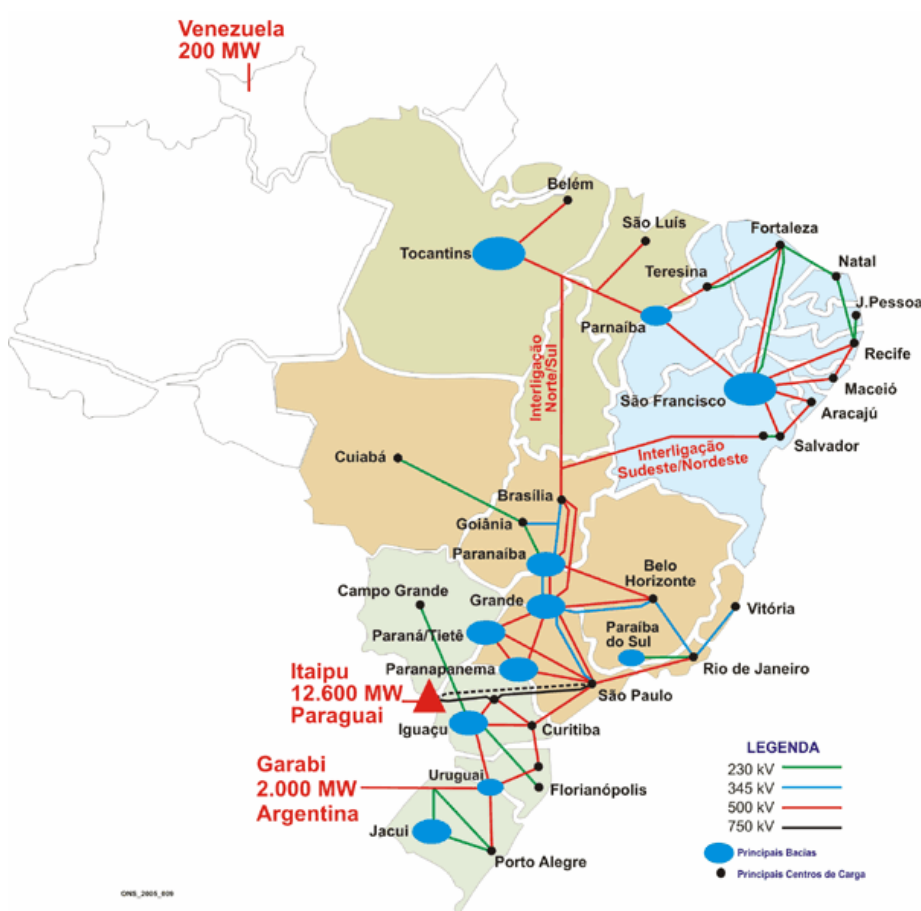 Venezuela
200 MW
Belém
São Luís
Fortaleza
Tocantins
Teresina
Natal
J.Pessoa
Parnaíba
Recife
Interligação
Norte/Sul
São Francisco
Maceió
Aracajú
Interligação
Sudeste/Nordeste
Salvador
Cuiabá
Brasília
Goiânia
Paranaíba
Belo
Horizonte
Campo Grande
Grande
Vitória
Paraná/Tietê
Paraíba
do Sul
Paranapanema
Rio de Janeiro
Itaipu
12.600 MW
Paraguai
São Paulo
Iguaçu
Curitiba
Garabi
2.000 MW
Argentina
Uruguai
Florianópolis
Jacui
Porto Alegre
LEGENDA
230 kV
345 kV
500 kV
750 kV
Principais Bacias
Principais Centros de Carga
ONS_2005_009